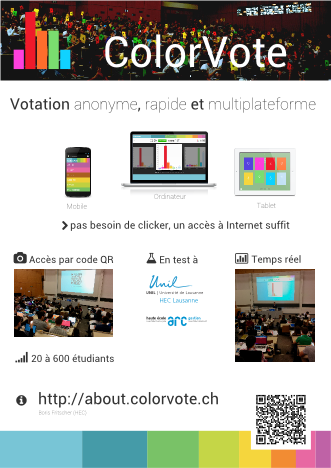 ColorVote
Votation anonyme, rapide et multiplateforme
Mobile
Ordinateur
Tablet
pas besoin de clicker, un accès à Internet suffit
Accès par code QR
En test à
Temps réel
Unil
UNIL | Université de Lausanne
HEC Lausanne
haute école arc gestion
20 à 600 étudiants
http://about.colorvote.ch
Boris Fritscher (HEC)